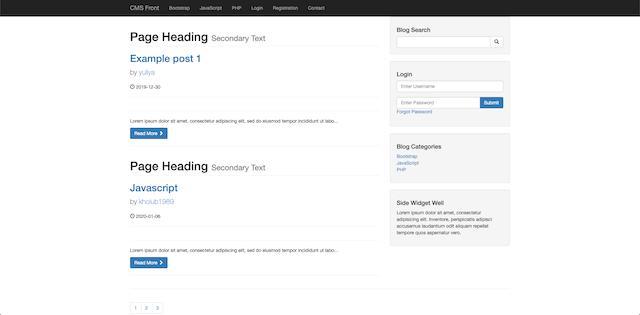 CMS Front Bootstrap JavaScript PHP Login Registration Contact
Page Heading Secondary Text
Example post 1
by yuliya
2019-12-30
Lorem ipsum dolor sit amet, consectetur adipiscing elit, sed do eiusmod tempor incididunt ut labo...
Read More
Page Heading Secondary Text
Javascript
by kholub1989
2020-01-06
Lorem ipsum dolor sit amet, consectetur adipiscing elit, sed do eiusmod tempor incididunt ut labo...
Read More
1 2 3
Blog Search
Login
Enter Username
Enter Password Submit
Forgot Password
Blog Categories
Bootstrap
JavaScript
PHP
Side Widget Well
Lorem ipsum dolor sit amet, consectetur
adipisicing elit. Inventore, perspiciatis adipisci
accusamus laudantium odit aliquam repellat
tempore quos aspernatur vero.